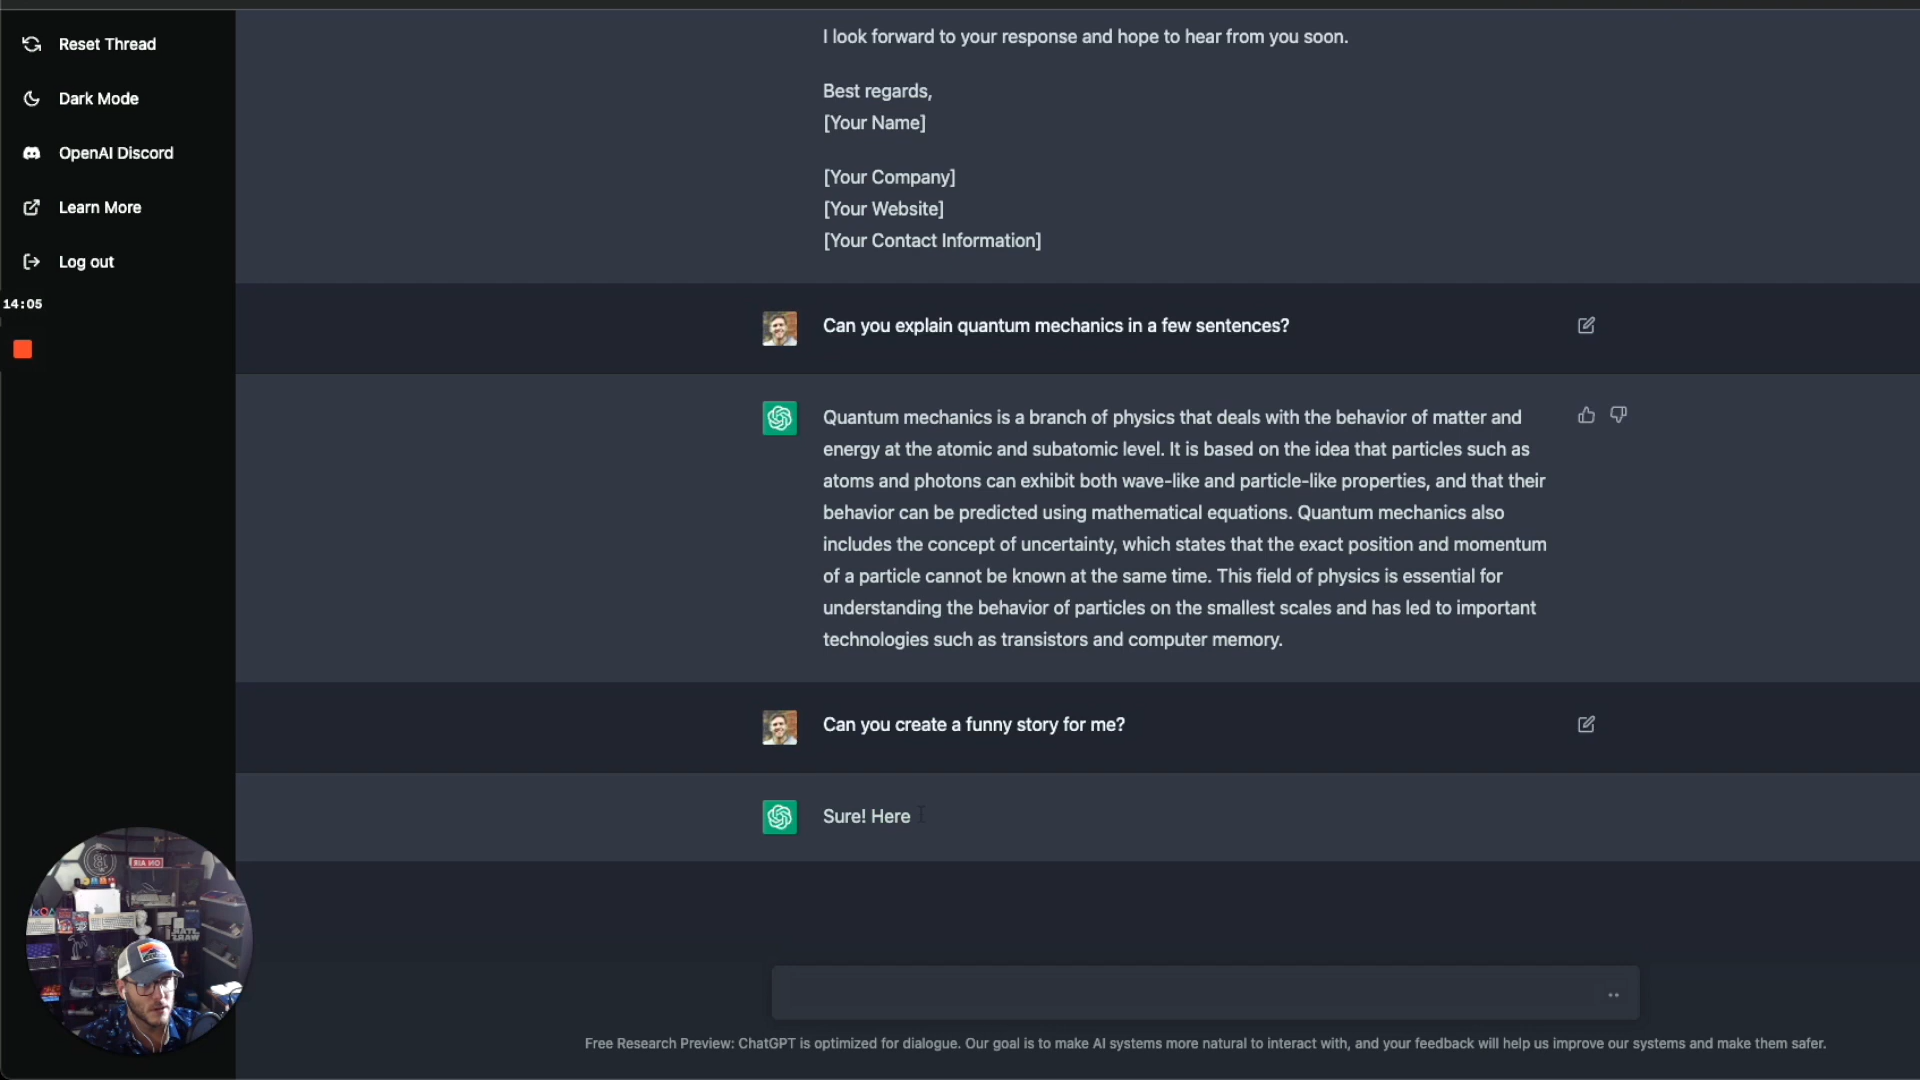 Reset Thread
Dark Mode
OpenAI Discord
Learn More
Log out
14:05
I look forward to your response and hope to hear from you soon.
Best regards,
[Your Name]
[Your Company]
[Your Website]
[Your Contact Information]
Can you explain quantum mechanics in a few sentences?
Quantum mechanics is a branch of physics that deals with the behavior of matter and
energy at the atomic and subatomic level. It is based on the idea that particles such as
atoms and photons can exhibit both wave-like and particle-like properties, and that their
behavior can be predicted using mathematical equations. Quantum mechanics also
includes the concept of uncertainty, which states that the exact position and momentum
of a particle cannot be known at the same time. This field of physics is essential for
understanding the behavior of particles on the smallest scales and has led to important
technologies such as transistors and computer memory.
Can you create a funny story for me?
Sure! Here
ON AIR
STAR
WARS
Free Research Preview: ChatGPT is optimized for dialogue. Our goal is to make AI systems more natural to interact with, and your feedback will help us improve our systems and make them safer.